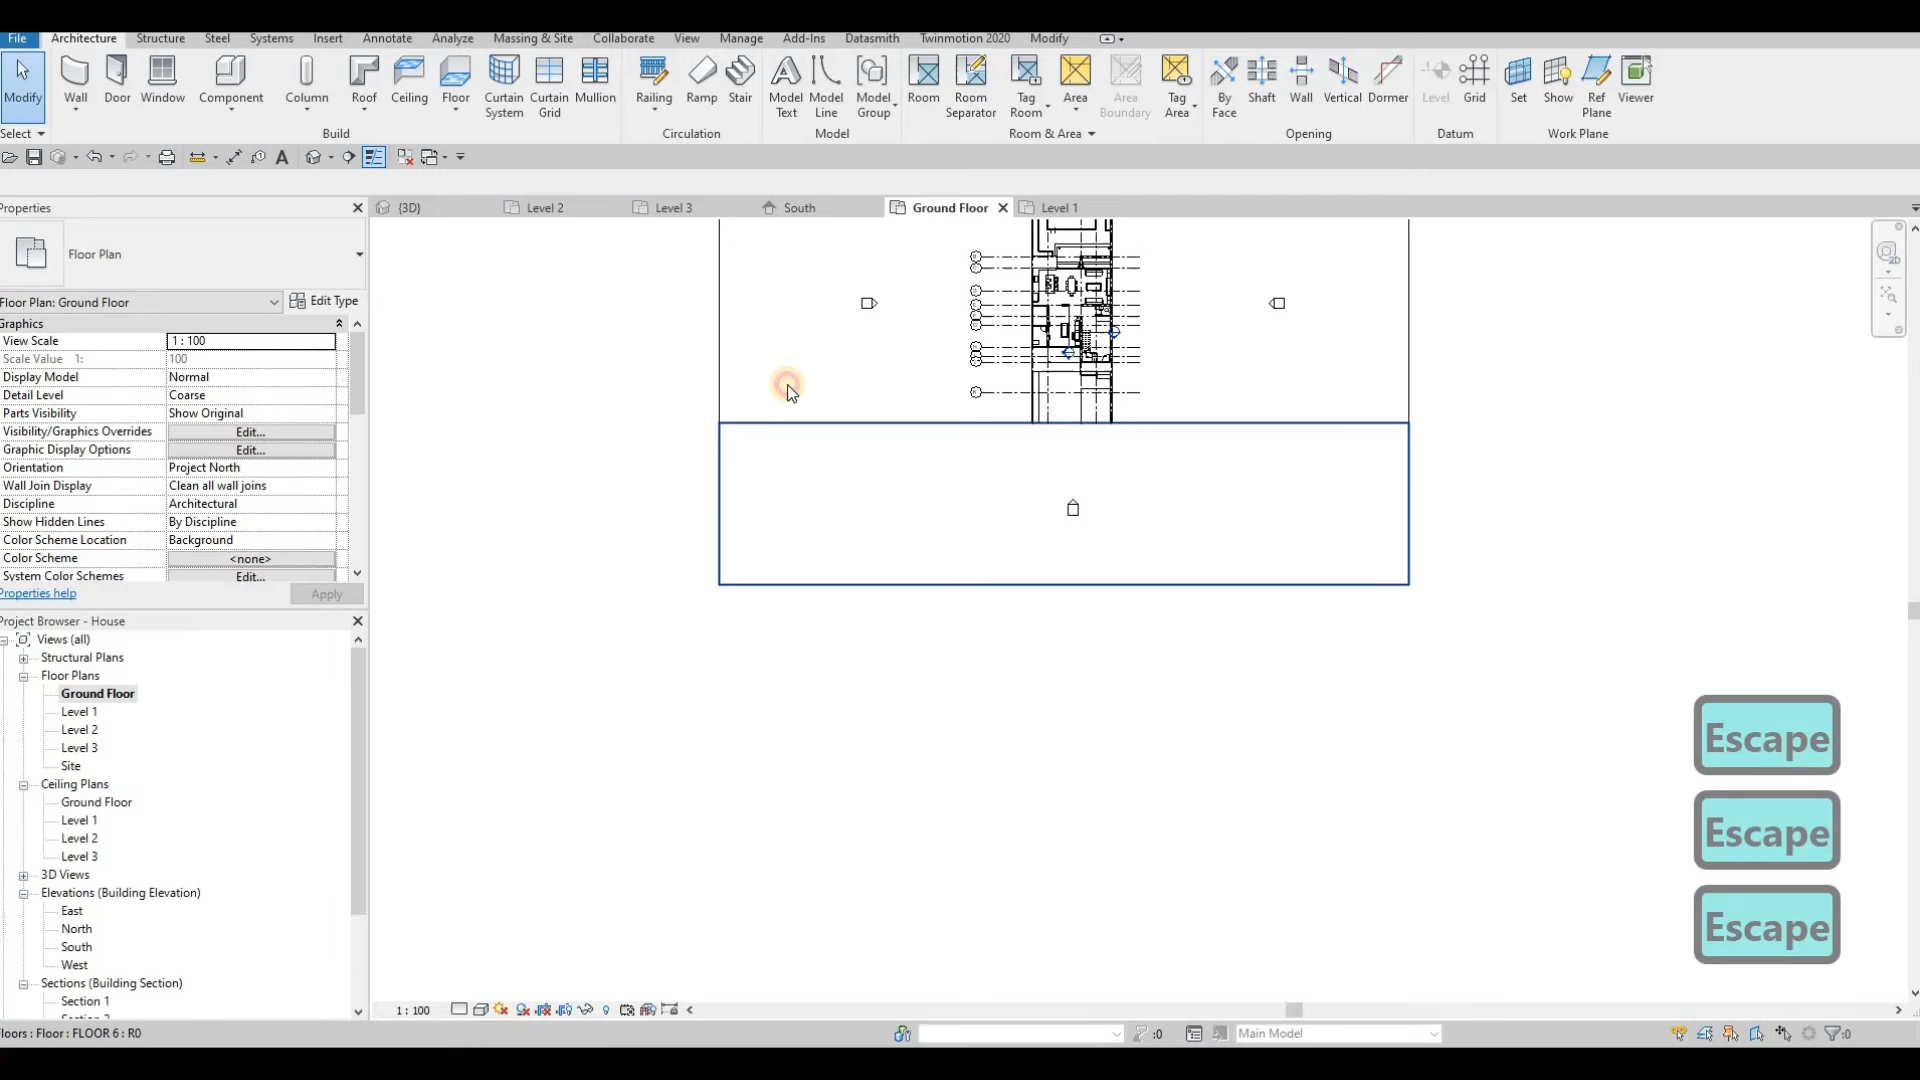 File Architecture Structure Steel Systems Insert Annotate Analyze Massing & Site Collaborate View Manage Add-Ins Datasmith Twinmotion 2020 Modify
Modify Wall Door Window Component Column Roof Ceiling Floor Curtain System Curtain Grid Mullion Railing Ramp Stair Model Text Model Line Model Group Room Room Separator Tag Room Area Area Boundary Tag Area By Face Shaft Wall Vertical Dormer Level Grid Set Show Ref Plane Viewer
Select Build Circulation Model Room & Area Opening Datum Work Plane
Properties {3D} Level 2 Level 3 South Ground Floor Level 1
Floor Plan
Floor Plan: Ground Floor Edit Type
Graphics
View Scale 1 : 100
Scale Value 1: 100
Display Model Normal
Detail Level Coarse
Parts Visibility Show Original
Visibility/Graphics Overrides Edit...
Graphic Display Options Edit...
Orientation Project North
Wall Join Display Clean all wall joins
Discipline Architectural
Show Hidden Lines By Discipline
Color Scheme Location Background
Color Scheme <none>
System Color Schemes Edit...
Properties help Apply
Project Browser - House
Views (all)
Structural Plans
Floor Plans
Ground Floor
Level 1
Level 2
Level 3
Site
Ceiling Plans
Ground Floor
Level 1
Level 2
Level 3
3D Views
Elevations (Building Elevation)
East
North
South
West
Sections (Building Section)
Section 1
Escape
Escape
Escape
1 : 100
Floors : Floor : FLOOR 6 : R0 :0 Main Model :0
2D